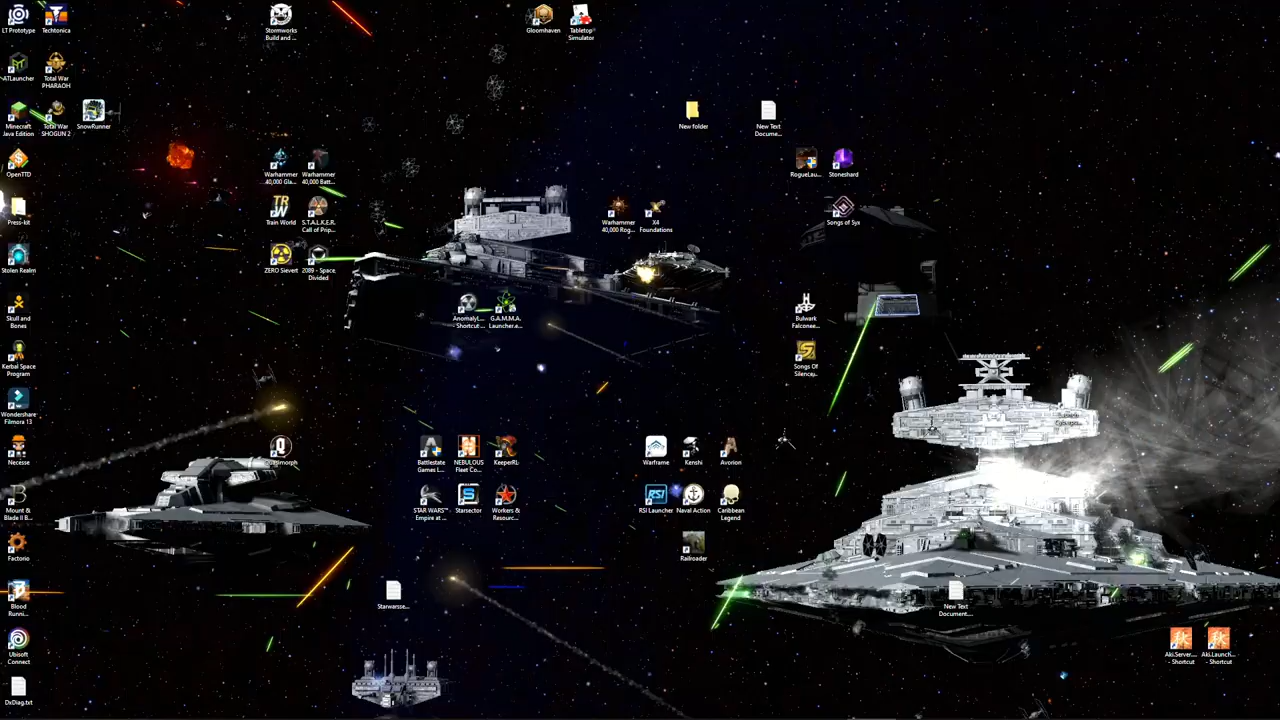 LT Prototype
Techtonica
Stormworks
Build and ...
Gloomhaven
Tabletop
Simulator
ATLauncher
Total War
PHARAOH
Minecraft
Java Edition
Total War
SHOGUN 2
SnowRunner
New folder
New Text
Docume...
OpenTTD
Warhammer
40,000 Gla...
Warhammer
40,000 Batt...
RogueLau...
Stoneshard
Press-kit
TR
W
Train World
S.T.A.L.K.E.R.
Call of Prip...
Warhammer
40,000 Rog...
X4
Foundations
Songs of Syx
Stolen Realm
ZERO Sievert
2089 - Space
Divided
Skull and
Bones
AnomalyL...
- Shortcut
G.A.M.M.A.
Launcher.e...
Bulwark
Falconee...
Kerbal Space
Program
Songs Of
Silence
Wondershare
Filmora 13
Necesse
Quasimorph
Battlestate
Games L...
NEBULOUS
Fleet Co...
KeeperRL
Warframe
Kenshi
Avorion
Mount &
Blade II B...
STAR WARS™
Empire at ...
Starsector
Workers &
Resourc...
RSI
RSI Launcher
Naval Action
Caribbean
Legend
Factorio
Railroader
Blood
Runni...
Starwarsse...
New Text
Document....
Ubisoft
Connect
Aki.Server...
- Shortcut
Aki.Launch...
- Shortcut
DxDiag.txt